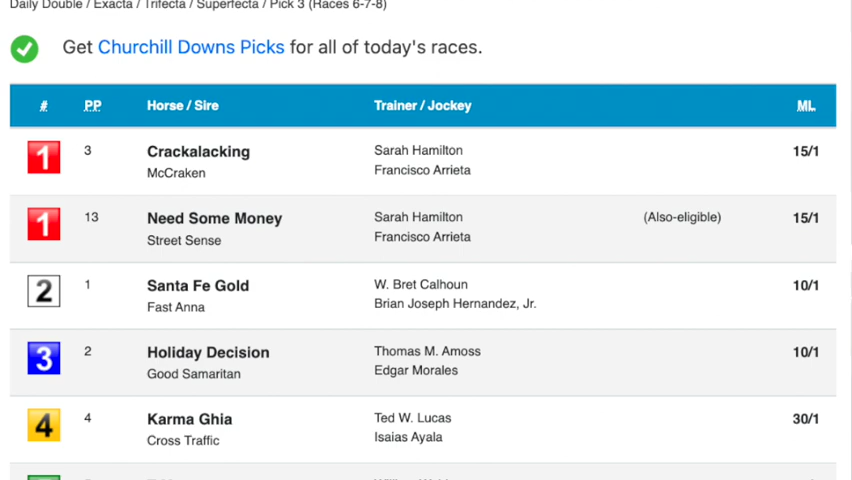 Daily Double / Exacta / Trifecta / Superfecta / Pick 3 (Races 6-7-8)
Get Churchill Downs Picks for all of today's races.
# PP Horse / Sire Trainer / Jockey ML
1 3 Crackalacking Sarah Hamilton 15/1
McCraken Francisco Arrieta
1 13 Need Some Money Sarah Hamilton (Also-eligible) 15/1
Street Sense Francisco Arrieta
2 1 Santa Fe Gold W. Bret Calhoun 10/1
Fast Anna Brian Joseph Hernandez, Jr.
3 2 Holiday Decision Thomas M. Amoss 10/1
Good Samaritan Edgar Morales
4 4 Karma Ghia Ted W. Lucas 30/1
Cross Traffic Isaias Ayala